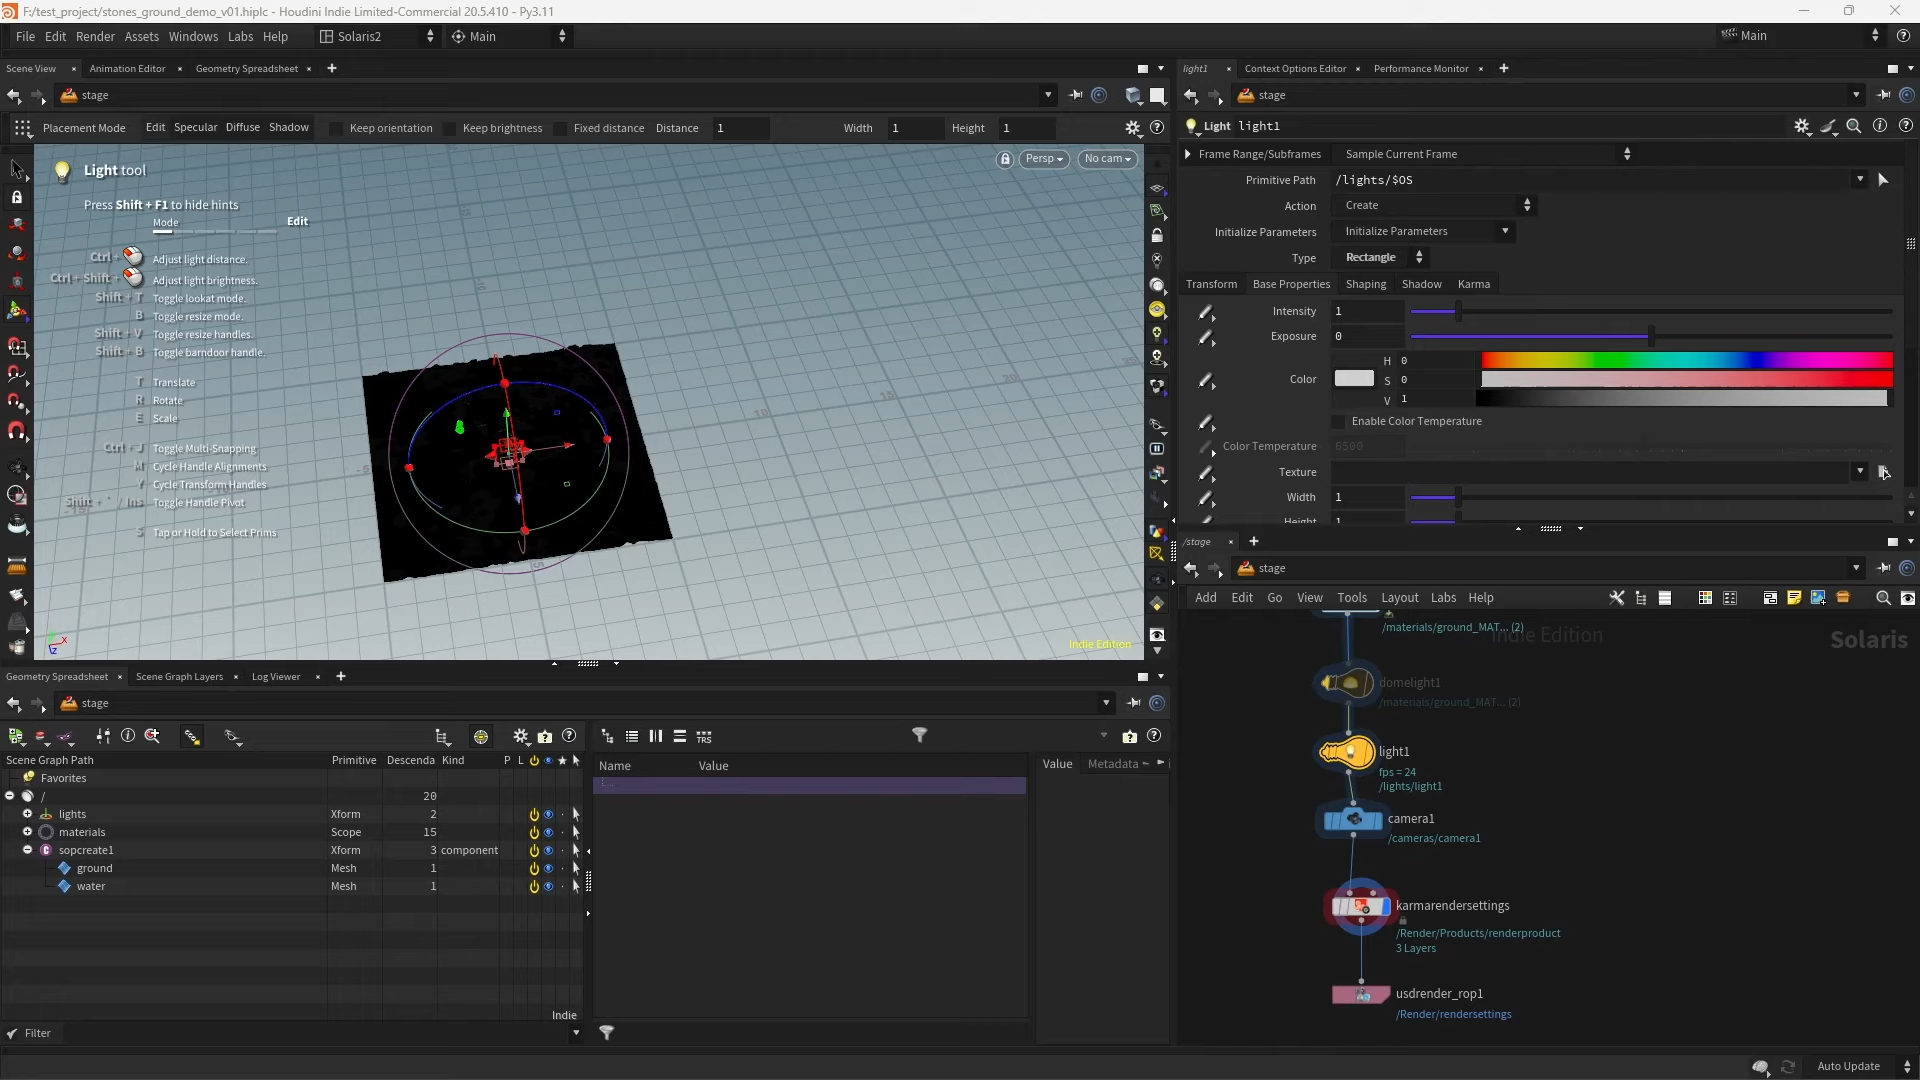 F:/test_project/stones_ground_demo_v01.hiplc - Houdini Indie Limited-Commercial 20.5.410 - Py3.11
File Edit Render Assets Windows Labs Help Solaris2 Main Main
Scene View Animation Editor Geometry Spreadsheet
stage
Placement Mode Edit Specular Diffuse Shadow Keep orientation Keep brightness Fixed distance Distance 1 Width 1 Height 1
Light tool
Persp No cam
Press Shift + F1 to hide hints
Mode Edit
Ctrl + Adjust light distance.
Ctrl + Shift + Adjust light brightness.
Shift + T Toggle lookat mode.
B Toggle resize mode.
Shift + V Toggle resize handles.
Shift + B Toggle barndoor handle.
T Translate
R Rotate
E Scale
Ctrl + J Toggle Multi-Snapping
M Cycle Handle Alignments
Y Cycle Transform Handles
Shift + ` / Ins Toggle Handle Pivot
S Tap or Hold to Select Prims
Indie Edition
light1 Context Options Editor Performance Monitor
stage
Light light1
Frame Range/Subframes Sample Current Frame
Primitive Path /lights/$OS
Action Create
Initialize Parameters Initialize Parameters
Type Rectangle
Transform Base Properties Shaping Shadow Karma
Intensity 1
Exposure 0
Color H 0
S 0
V 1
Enable Color Temperature
Color Temperature 6500
Texture
Width 1
Height 1
/stage
stage
Add Edit Go View Tools Layout Labs Help
/materials/ground_MAT... (2)
Indie Edition
Solaris
domelight1
/materials/ground_MAT... (2)
light1
fps = 24
/lights/light1
camera1
/cameras/camera1
karmarendersettings
/Render/Products/renderproduct
3 Layers
usdrender_rop1
/Render/rendersettings
Geometry Spreadsheet Scene Graph Layers Log Viewer
stage
Scene Graph Path Primitive Descenda Kind P L
Favorites
/ 20
lights Xform 2
materials Scope 15
sopcreate1 Xform 3 component
ground Mesh 1
water Mesh 1
Indie
Filter
Name Value
Value Metadata
Auto Update